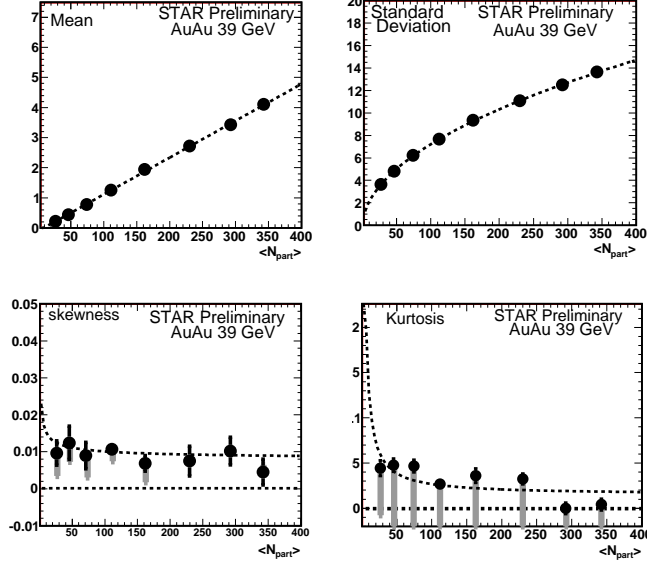 Mean
STAR Preliminary
AuAu 39 GeV
7
6
5
4
3
2
1
0
50 100 150 200 250 300 350 400
<Npart>
Standard
Deviation
STAR Preliminary
AuAu 39 GeV
20
18
16
14
12
10
8
6
4
2
0
50 100 150 200 250 300 350 400
<Npart>
skewness
STAR Preliminary
AuAu 39 GeV
0.05
0.04
0.03
0.02
0.01
0
-0.01
50 100 150 200 250 300 350 400
<Npart>
Kurtosis
STAR Preliminary
AuAu 39 GeV
2
5
.1
5
0
50 100 150 200 250 300 350 400
<Npart>